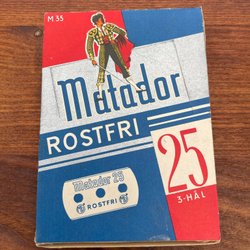 M 35
Matador
ROSTFRI
25
3-HÅL
Matador 25
ROSTFRI